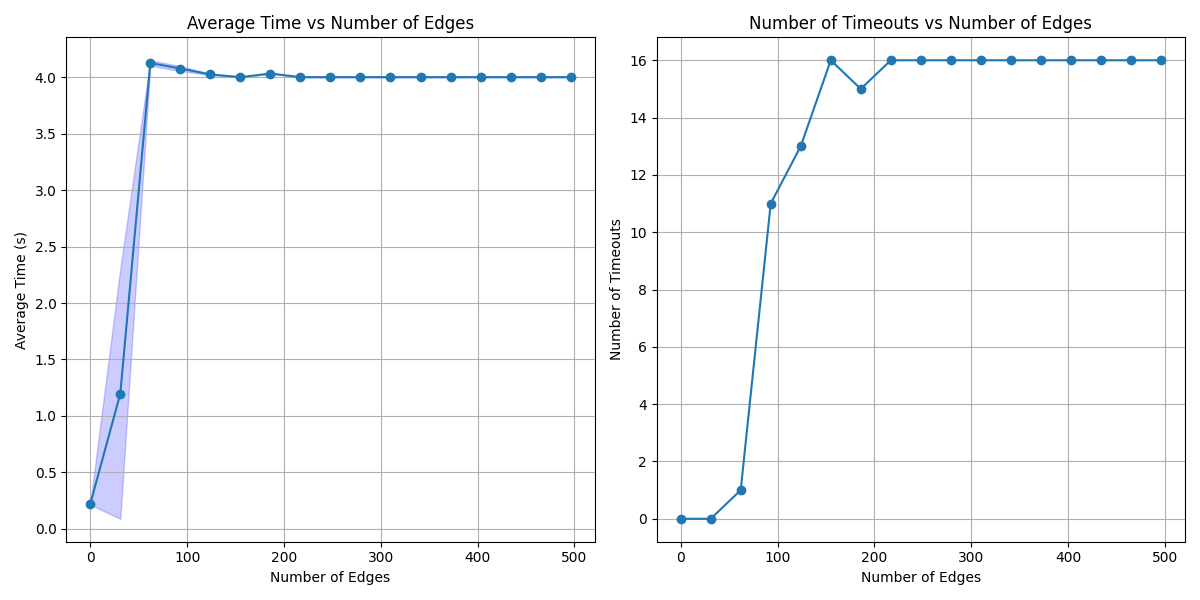 Average Time vs Number of Edges
4.0
3.5
3.0
2.5
2.0
1.5
1.0
0.5
0.0
Average Time (s)
0 100 200 300 400 500
Number of Edges
Number of Timeouts vs Number of Edges
16
14
12
10
8
6
4
2
0
Number of Timeouts
0 100 200 300 400 500
Number of Edges